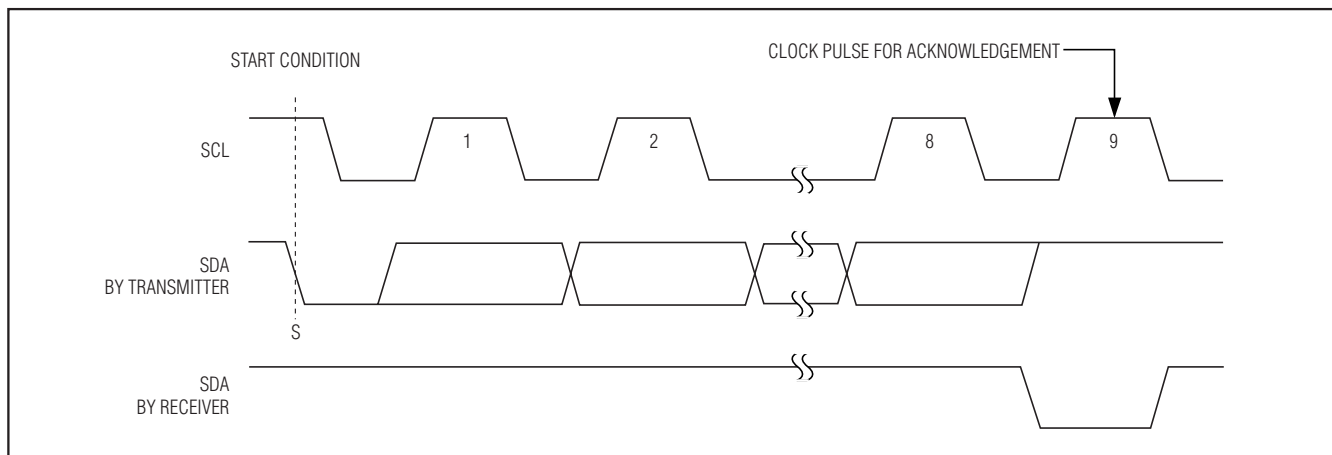 START CONDITION
CLOCK PULSE FOR ACKNOWLEDGEMENT
SCL
1
2
8
9
SDA
BY TRANSMITTER
S
SDA
BY RECEIVER